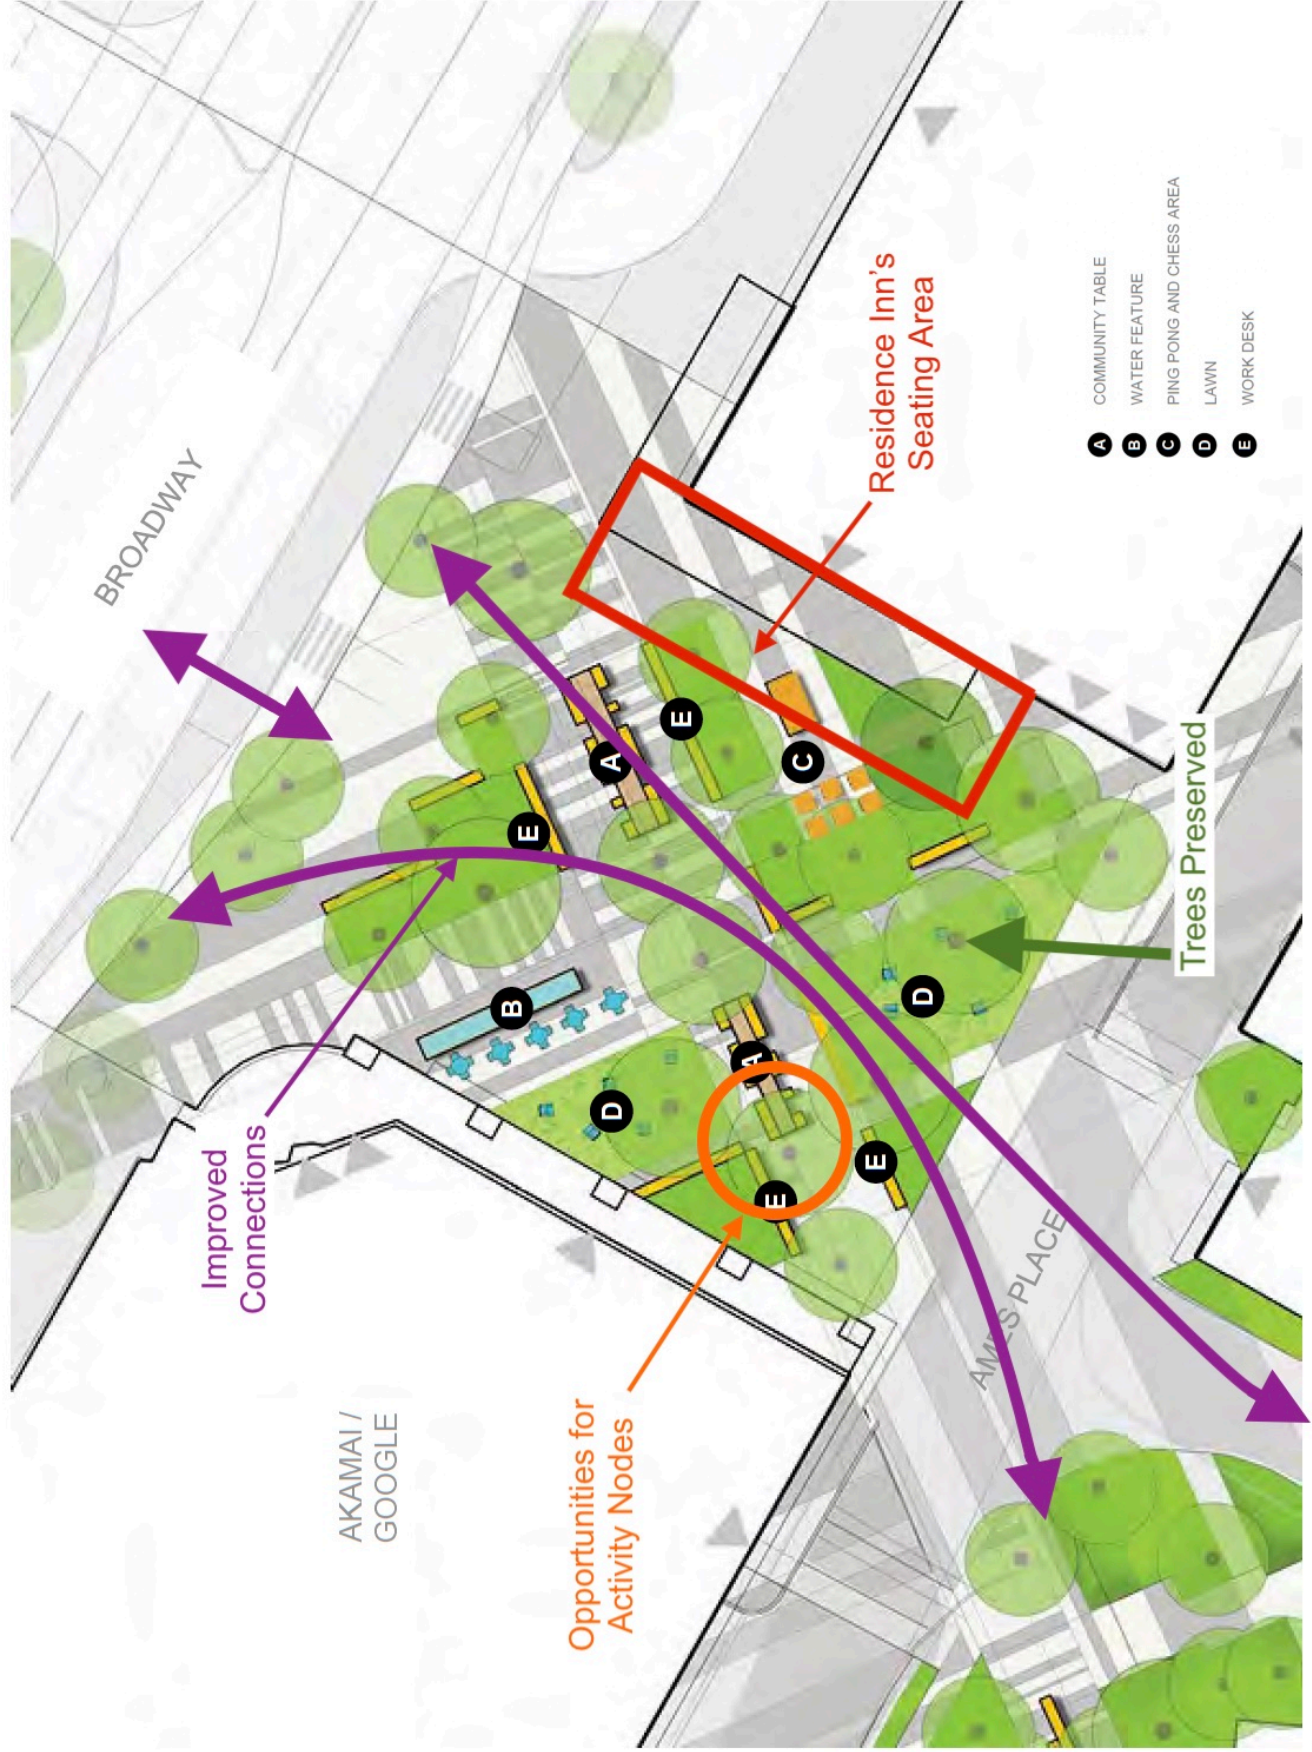 BROADWAY
Improved
Connections
AKAMAI /
GOOGLE
Opportunities for
Activity Nodes
Residence Inn's
Seating Area
Trees Preserved
AMES PLACE
A
A
B
C
D
D
E
E
E
E
A COMMUNITY TABLE
B WATER FEATURE
C PING PONG AND CHESS AREA
D LAWN
E WORK DESK